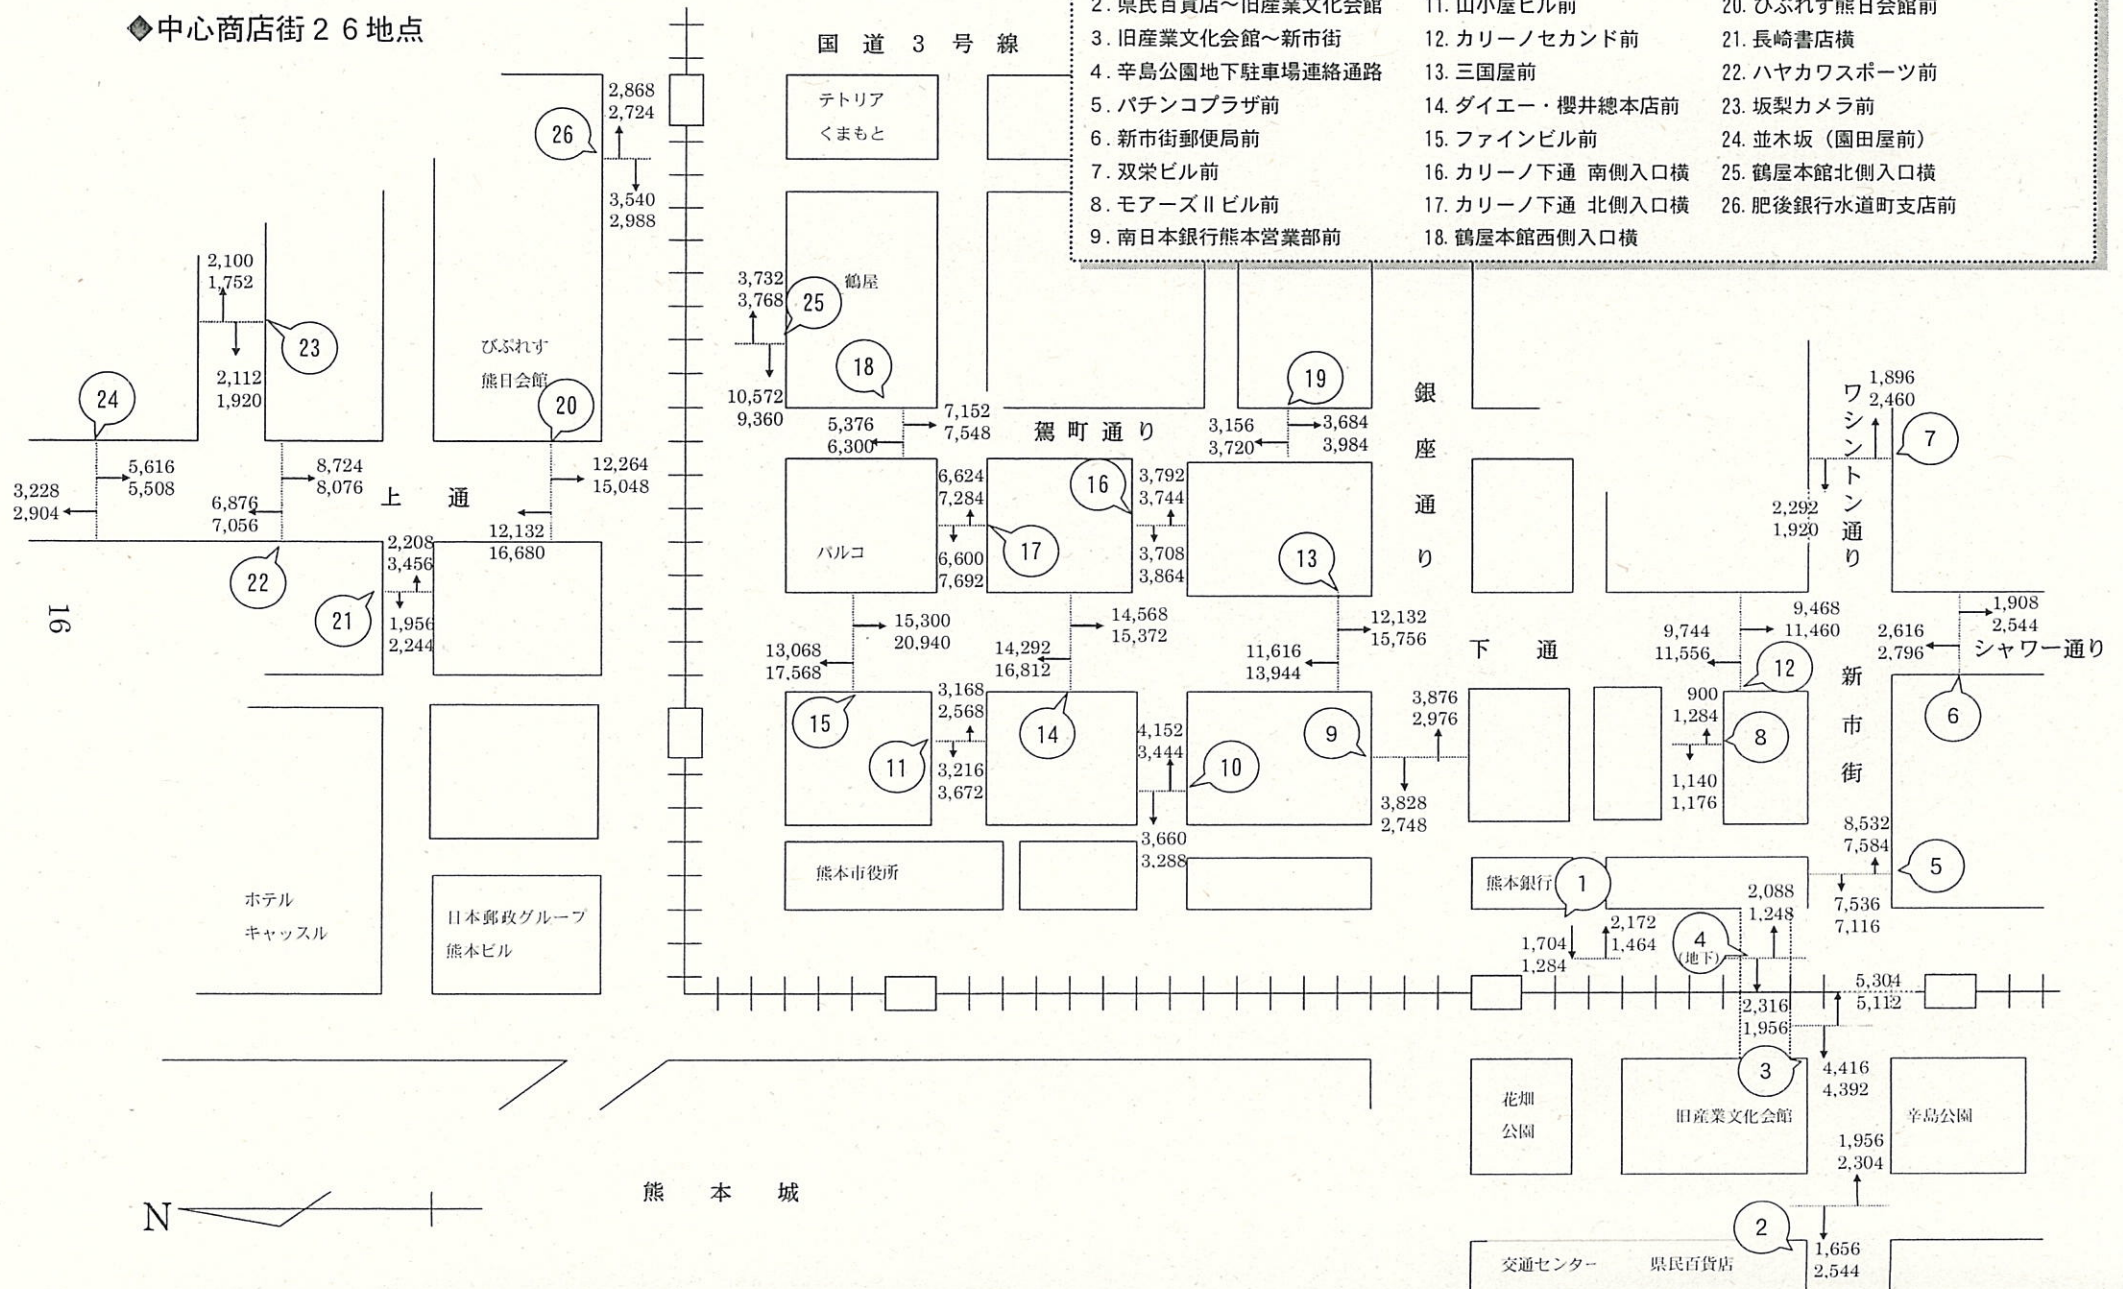 ◆中心商店街２６地点
国道３号線
2. 県民百貨店～旧産業文化会館
3. 旧産業文化会館～新市街
4. 辛島公園地下駐車場連絡通路
5. パチンコプラザ前
6. 新市街郵便局前
7. 双栄ビル前
8. モアーズⅡビル前
9. 南日本銀行熊本営業部前
11. 山小屋ビル前
12. カリーノセカンド前
13. 三国屋前
14. ダイエー・櫻井總本店前
15. ファインビル前
16. カリーノ下通 南側入口横
17. カリーノ下通 北側入口横
18. 鶴屋本館西側入口横
20. びぷれす熊日会館前
21. 長崎書店横
22. ハヤカワスポーツ前
23. 坂梨カメラ前
24. 並木坂（園田屋前）
25. 鶴屋本館北側入口横
26. 肥後銀行水道町支店前
テトリア
くまもと
2,868
2,724
26
3,540
2,988
2,100
1,752
23
2,112
1,920
びぷれす
熊日会館
20
3,732
3,768
25
鶴屋
18
10,572
9,360
24
5,616
5,508
3,228
2,904
8,724
8,076
6,876
7,056
上通
12,264
15,048
12,132
16,680
22
2,208
3,456
21
1,956
2,244
16
5,376
6,300
7,152
7,548
駕町通り
19
3,156
3,720
3,684
3,984
銀座通り
ワシントン通り
1,896
2,460
7
2,292
1,920
パルコ
6,624
7,284
17
6,600
7,692
16
3,792
3,744
3,708
3,864
13
15,300
20,940
13,068
17,568
14,568
15,372
14,292
16,812
12,132
15,756
11,616
13,944
下通
9,468
11,460
9,744
11,556
12
1,908
2,544
2,616
2,796
シャワー通り
6
新市街
15
3,168
2,568
11
3,216
3,672
14
4,152
3,444
10
3,660
3,288
9
3,876
2,976
3,828
2,748
900
1,284
8
1,140
1,176
8,532
7,584
5
7,536
7,116
熊本市役所
熊本銀行
1
1,704
1,284
2,172
1,464
2,088
1,248
4
(地下)
2,316
1,956
5,304
5,112
3
4,416
4,392
ホテル
キャッスル
日本郵政グループ
熊本ビル
花畑
公園
旧産業文化会館
辛島公園
1,956
2,304
2
1,656
2,544
交通センター
県民百貨店
熊本城
N